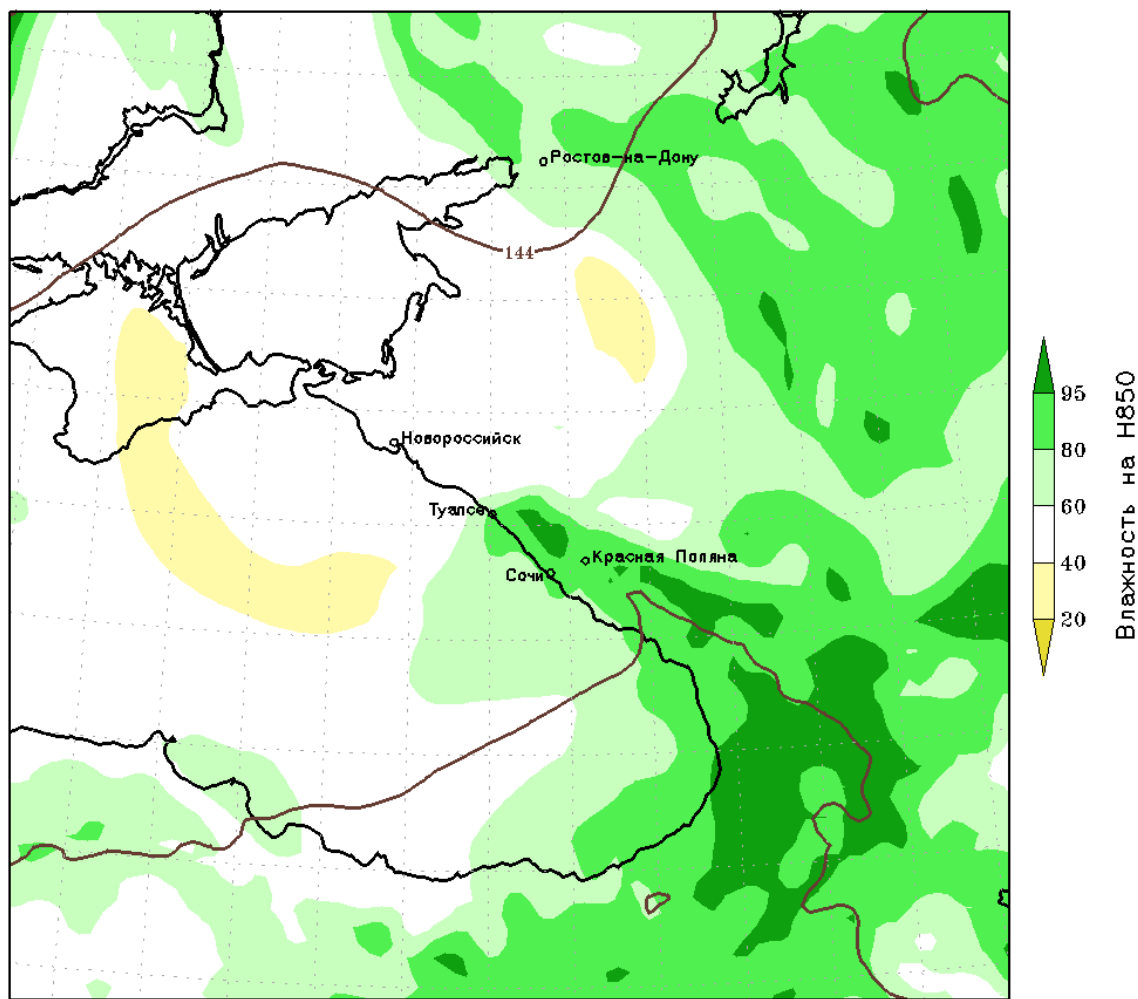 Ростов-на-Дону
144
Новороссийск
Туапсе
Красная Поляна
Сочи
95
80
60
40
20
Влажность на H850